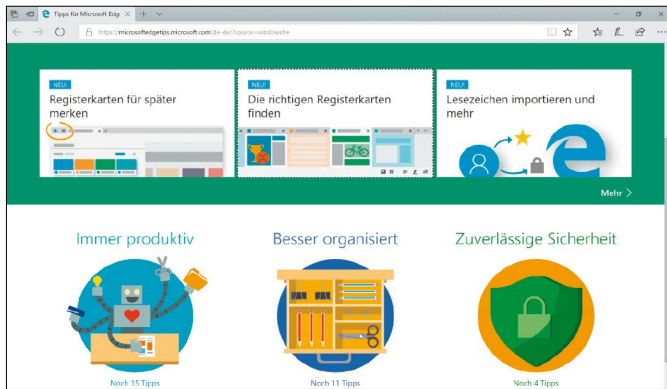 Tipps für Microsoft Edg
https://microsoftedgetips.microsoft.com/de-de/?source=windowsfre
NEU! NEU! NEU!
Registerkarten für später
merken
Die richtigen Registerkarten
finden
Lesezeichen importieren und
mehr
Mehr
Immer produktiv
Besser organisiert
Zuverlässige Sicherheit
Noch 15 Tipps
Noch 11 Tipps
Noch 4 Tipps